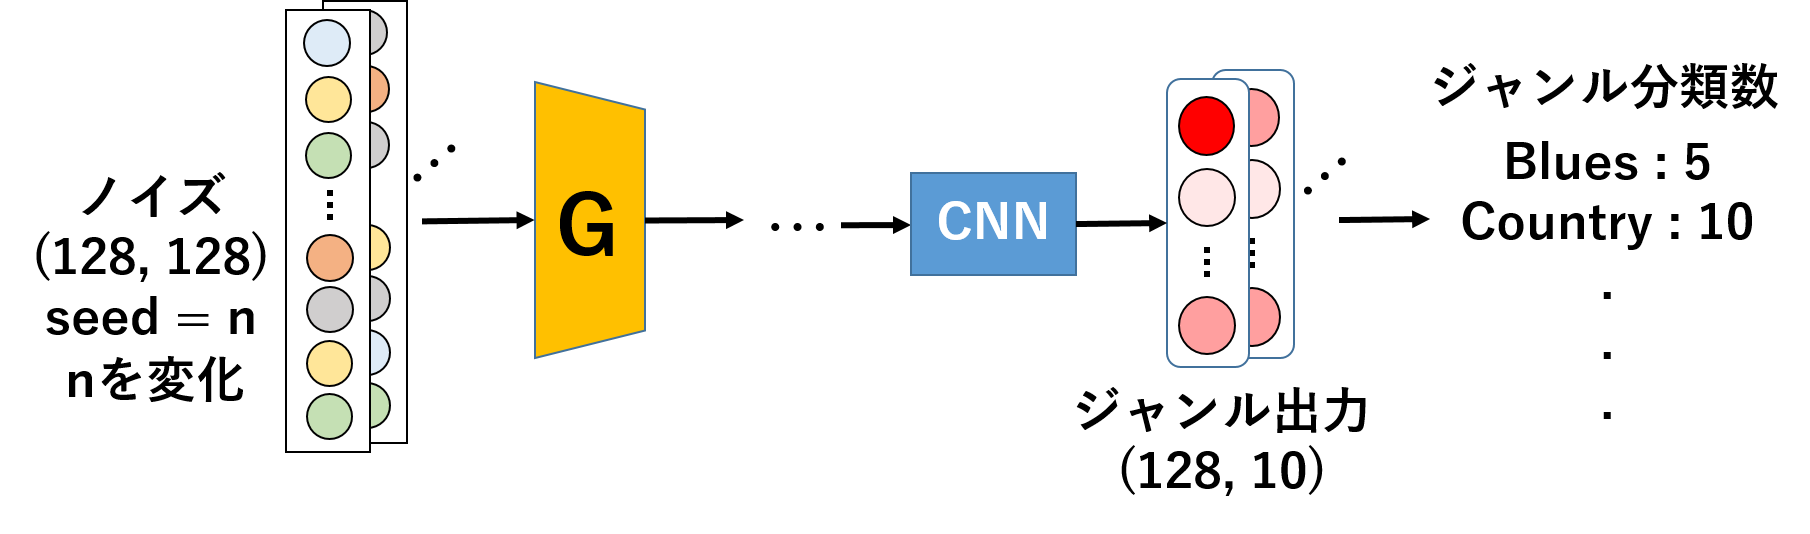 ノイズ
(128, 128)
seed = n
nを変化
G
CNN
ジャンル出力
(128, 10)
ジャンル分類数
Blues : 5
Country : 10